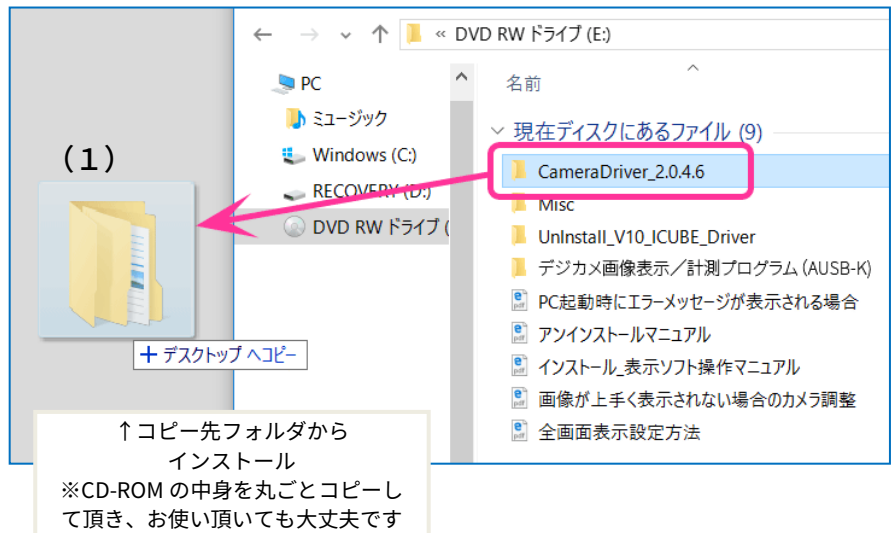 « DVD RW ドライブ (E:)
PC
ミュージック
Windows (C:)
RECOVERY (D:)
DVD RW ドライブ (
名前
現在ディスクにあるファイル (9)
CameraDriver_2.0.4.6
Misc
UnInstall_V10_ICUBE_Driver
デジカメ画像表示／計測プログラム（AUSB-K)
PC起動時にエラーメッセージが表示される場合
アンインストールマニュアル
インストール_表示ソフト操作マニュアル
画像が上手く表示されない場合のカメラ調整
全画面表示設定方法
（1）
+ デスクトップ へコピー
↑コピー先フォルダから
インストール
※CD-ROM の中身を丸ごとコピーし
て頂き、お使い頂いても大丈夫です